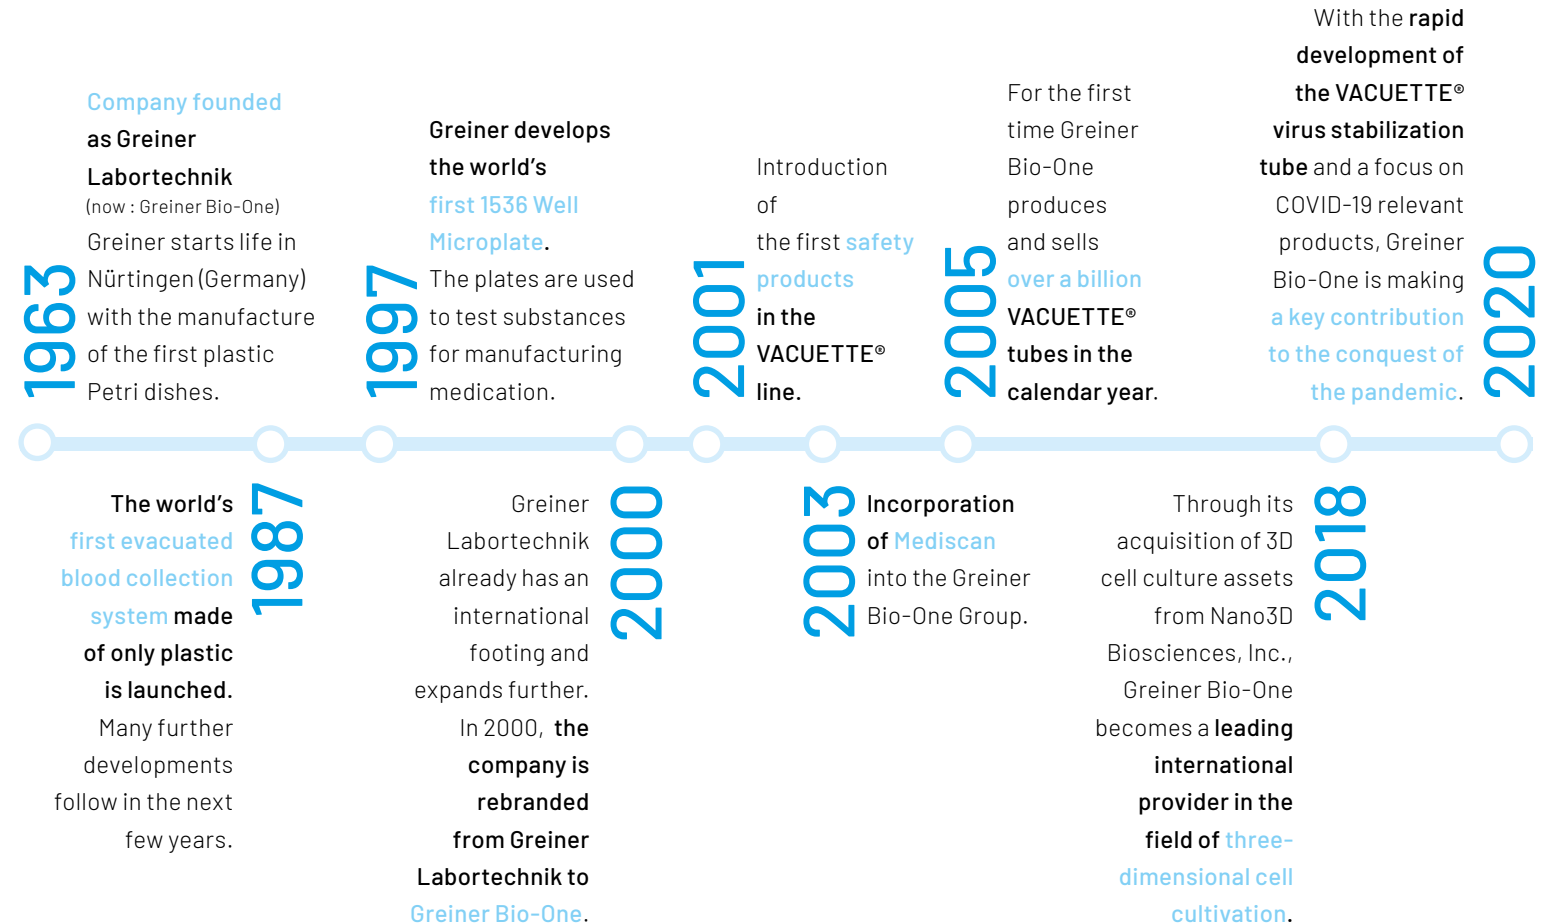 1963
Company founded
as Greiner
Labortechnik
(now : Greiner Bio-One)
Greiner starts life in
Nürtingen (Germany)
with the manufacture
of the first plastic
Petri dishes.
1987
The world's
first evacuated
blood collection
system made
of only plastic
is launched.
Many further
developments
follow in the next
few years.
1997
Greiner develops
the world's
first 1536 Well
Microplate.
The plates are used
to test substances
for manufacturing
medication.
2000
Greiner
Labortechnik
already has an
international
footing and
expands further.
In 2000, the
company is
rebranded
from Greiner
Labortechnik to
Greiner Bio-One.
2001
Introduction
of
the first safety
products
in the
VACUETTE®
line.
2003
Incorporation
of Mediscan
into the Greiner
Bio-One Group.
2005
For the first
time Greiner
Bio-One
produces
and sells
over a billion
VACUETTE®
tubes in the
calendar year.
2018
Through its
acquisition of 3D
cell culture assets
from Nano3D
Biosciences, Inc.,
Greiner Bio-One
becomes a leading
international
provider in the
field of three-
dimensional cell
cultivation.
2020
With the rapid
development of
the VACUETTE®
virus stabilization
tube and a focus on
COVID-19 relevant
products, Greiner
Bio-One is making
a key contribution
to the conquest of
the pandemic.